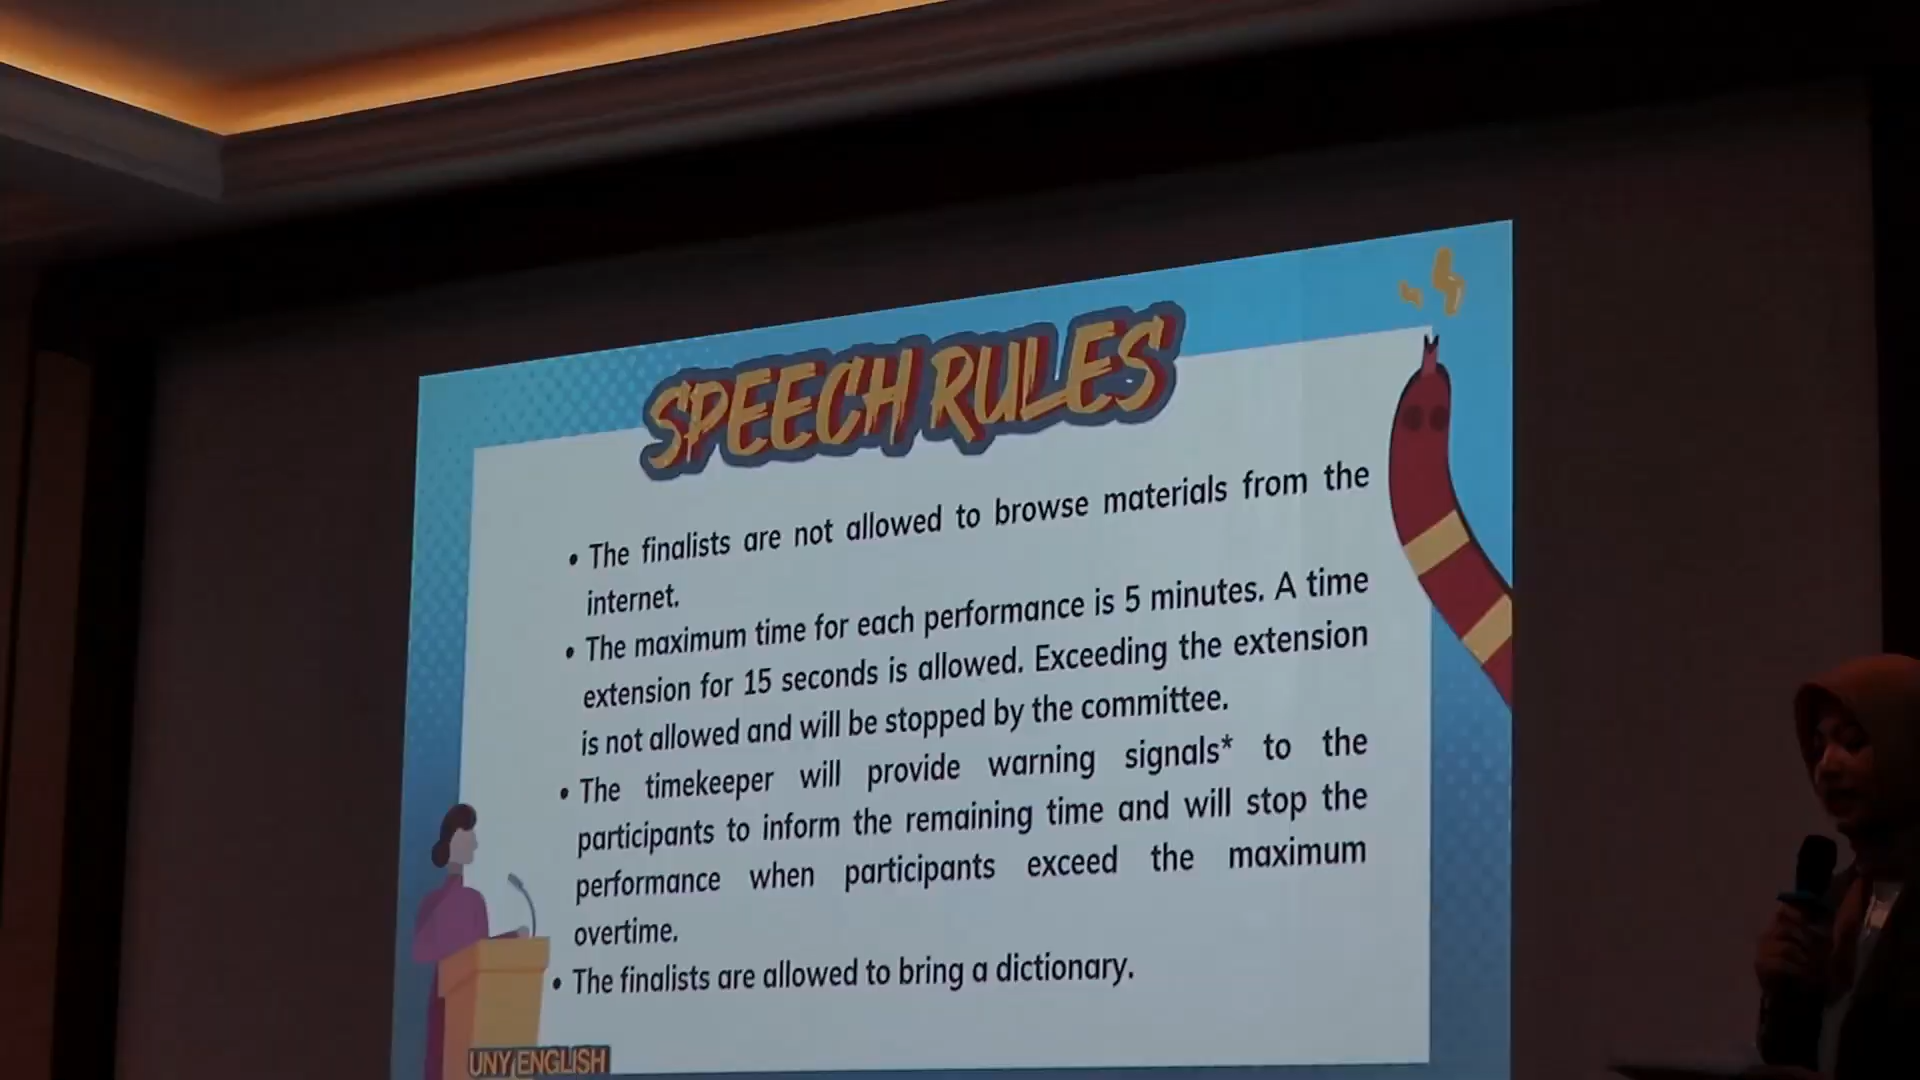 SPEECH RULES
• The finalists are not allowed to browse materials from the
internet.
• The maximum time for each performance is 5 minutes. A time
extension for 15 seconds is allowed. Exceeding the extension
is not allowed and will be stopped by the committee.
• The timekeeper will provide warning signals* to the
participants to inform the remaining time and will stop the
performance when participants exceed the maximum
overtime.
• The finalists are allowed to bring a dictionary.
UNY ENGLISH